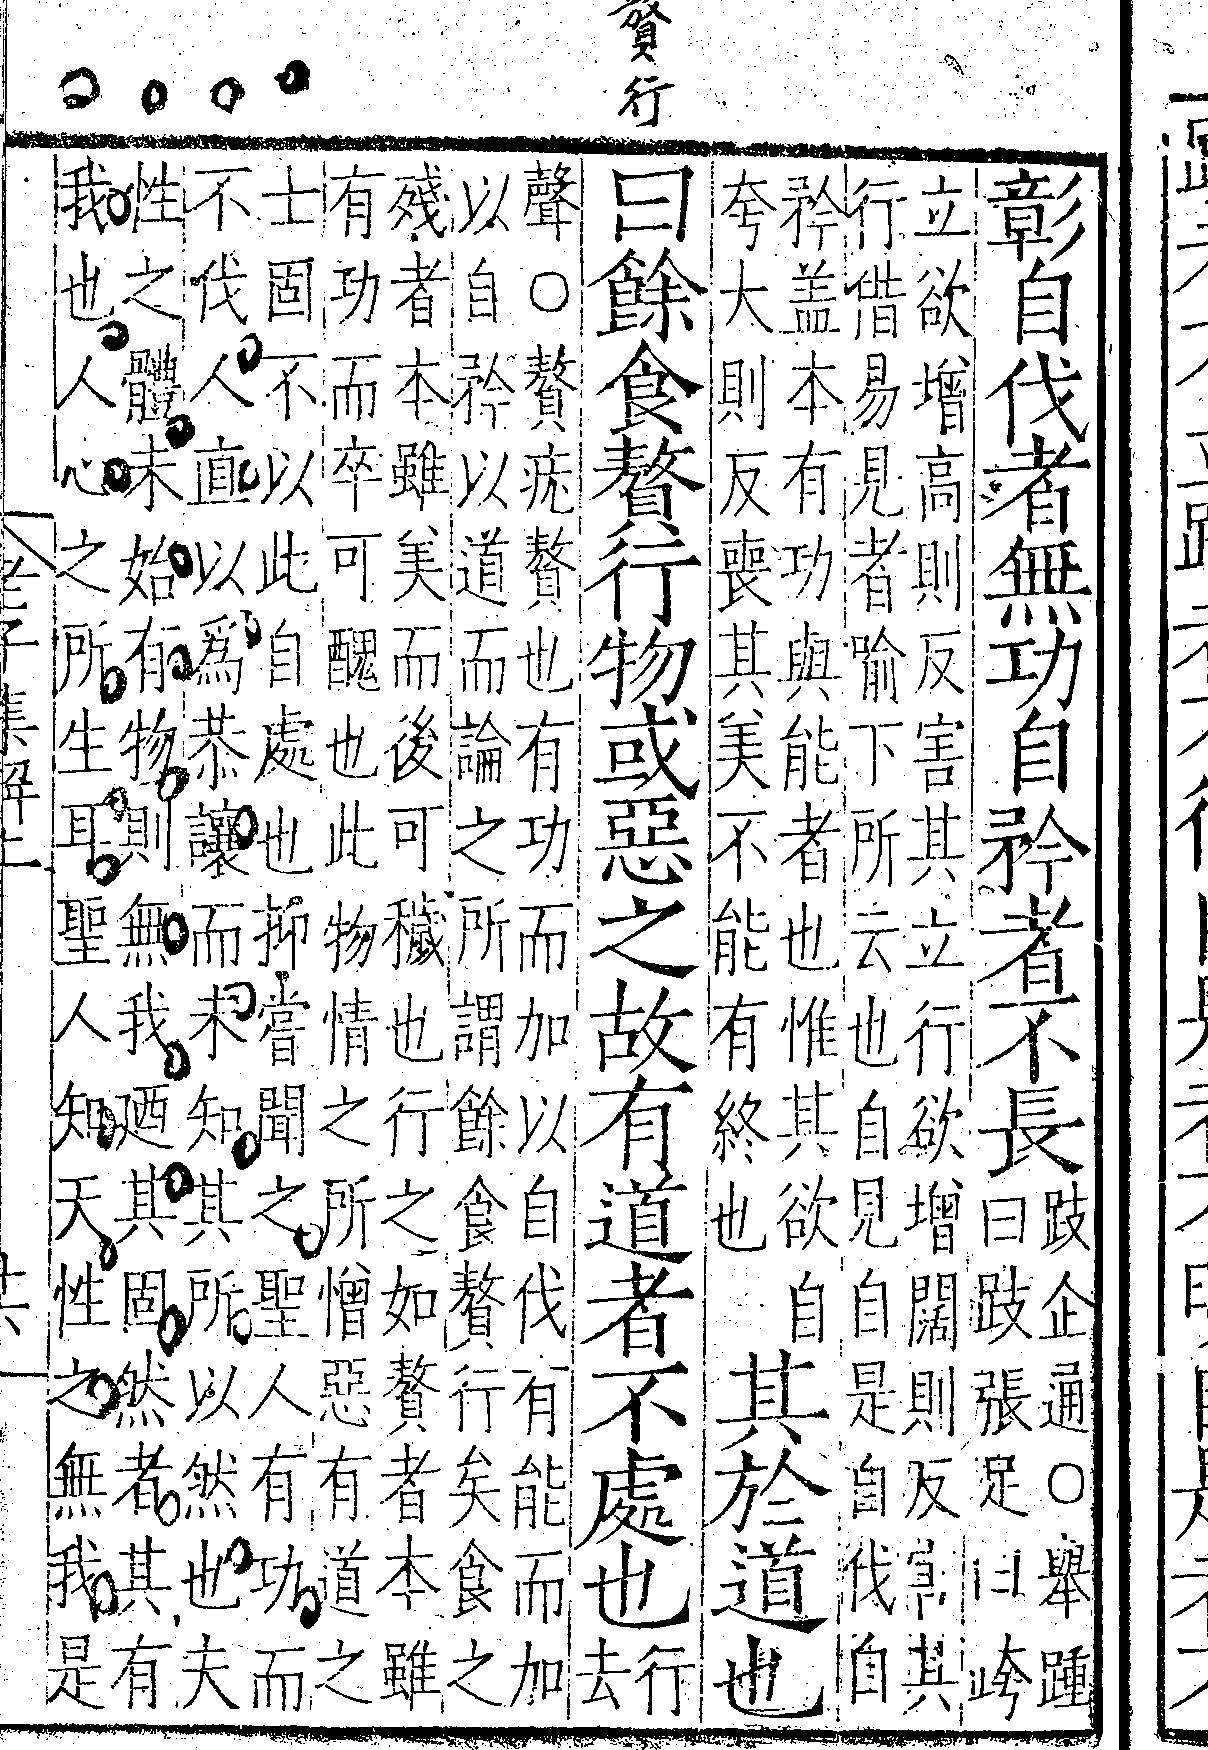 贅行
彰自伐者無功自矜者不長
跂企通○舉踵
曰跂張足曰跨
立欲增高則反害其立行欲增闊則反害其
行偕易見者喻下所云也自見自是自伐自
矜盖本有功與能者也惟其欲自
夸大則反喪其美不能有終也
其於道也
曰餘食贅行物或惡之故有道者不處也
行
去
聲○贅疣贅也有功而加以自伐有能而加
以自矜以道而論之所謂餘食贅行矣食之
殘者本雖美而後可穢也行之如贅者本雖
有功而卒可醜也此物情之所憎惡有道之
士固不以此自處也抑嘗聞之聖人有功而
不伐人直以爲恭讓而未知其所以然也夫
性之體未始有物則無我廼其固然者其有
我也人心之所生耳聖人知天性之無我是
老子集解上